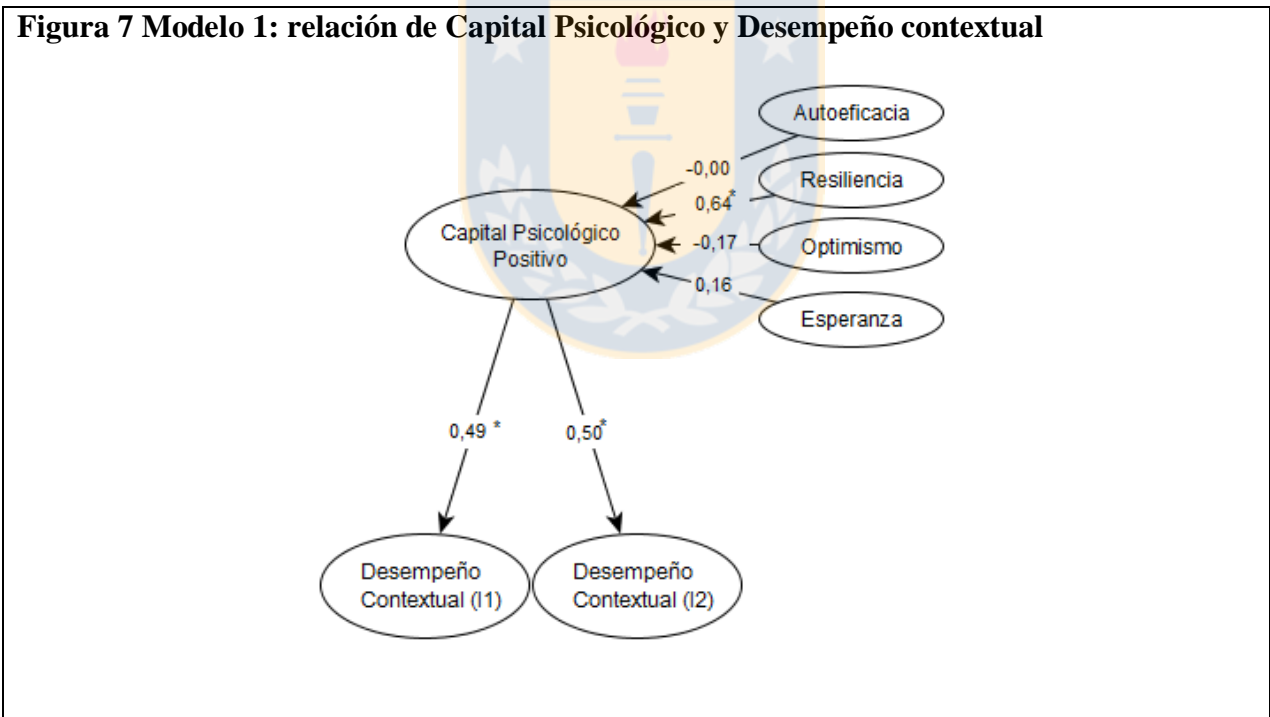 Figura 7 Modelo 1: relación de Capital Psicológico y Desempeño contextual
Autoeficacia
-0,00
Resiliencia
0,64*
Capital Psicológico
Positivo
-0,17
Optimismo
0,16
Esperanza
0,49 *
0,50*
Desempeño
Contextual (I1)
Desempeño
Contextual (I2)